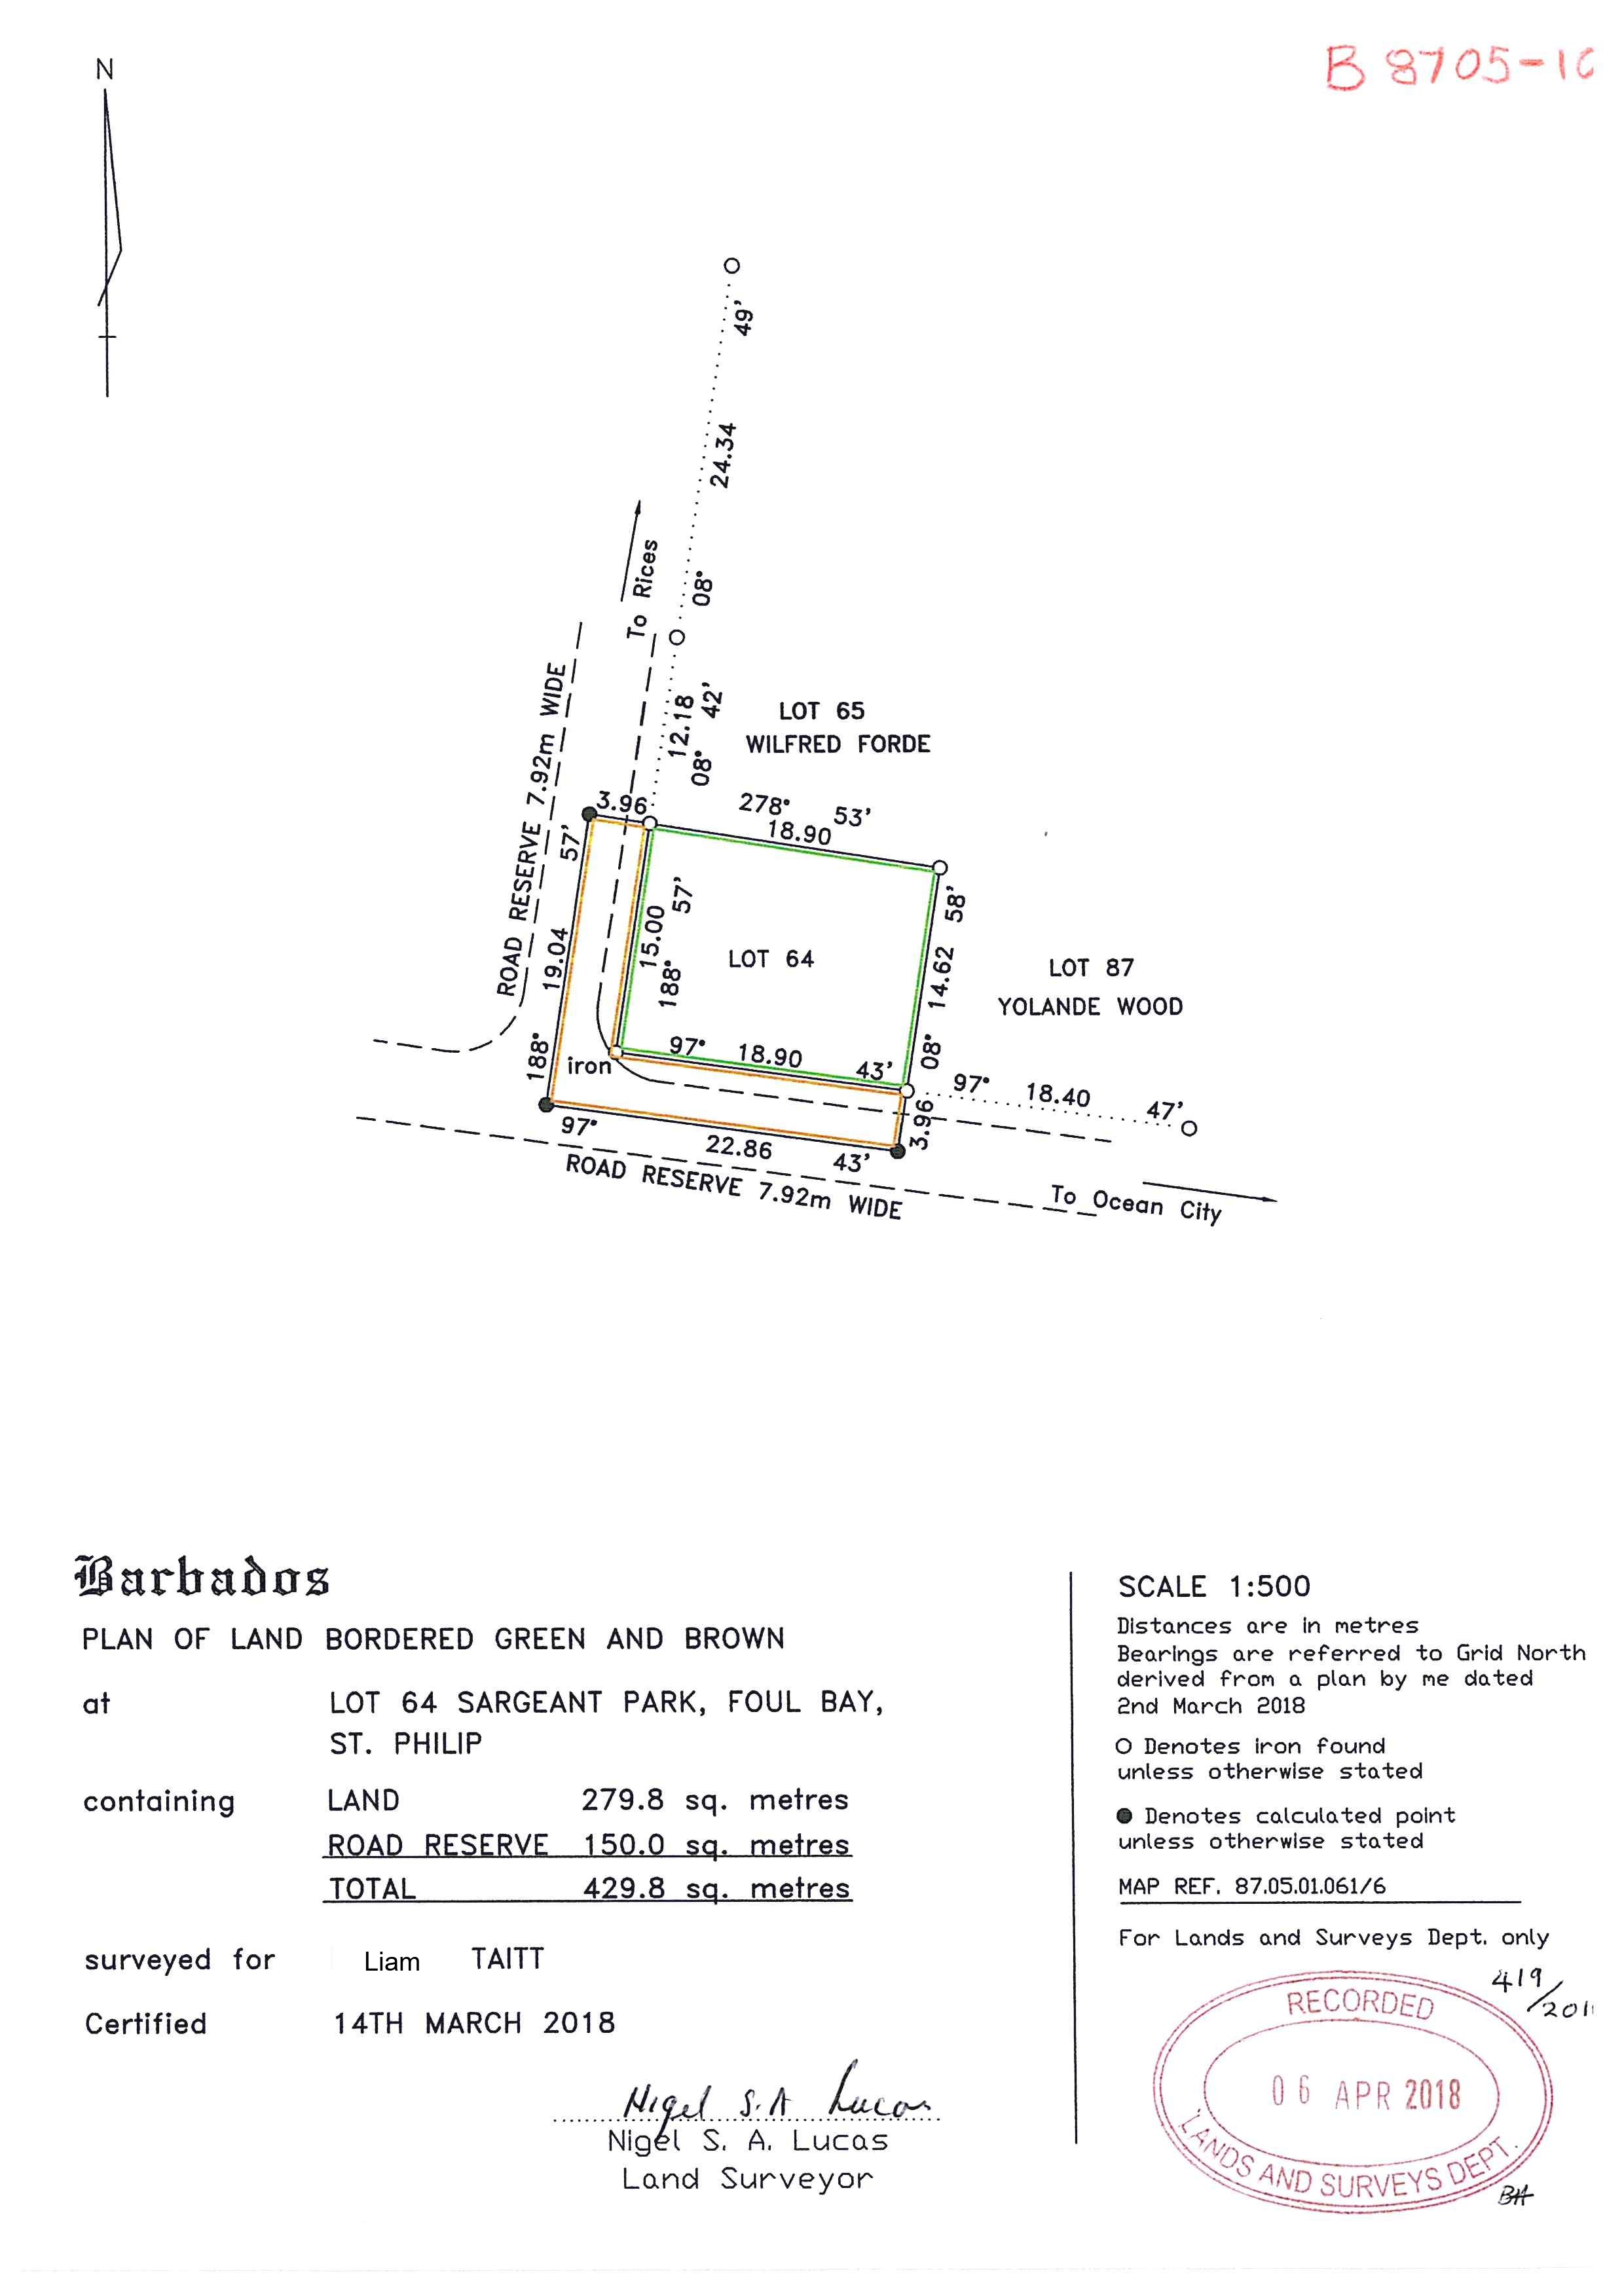 B 8705-1
N
49'
24.34
08°
To Rices
12.18
42'
08°
LOT 65
WILFRED FORDE
ROAD RESERVE 7.92m WIDE
3.96
278° 53'
18.90
57'
19.04
188°
15.00
57'
188°
LOT 64
58'
14.62
08°
LOT 87
YOLANDE WOOD
iron
97° 18.90 43'
97° 18.40 47'
3.96
97° 22.86 43'
ROAD RESERVE 7.92m WIDE
To Ocean City
Barbados
PLAN OF LAND BORDERED GREEN AND BROWN
at LOT 64 SARGEANT PARK, FOUL BAY,
ST. PHILIP
containing LAND 279.8 sq. metres
ROAD RESERVE 150.0 sq. metres
TOTAL 429.8 sq. metres
surveyed for Liam TAITT
Certified 14TH MARCH 2018
Nigel S. A Lucas
Nigel S. A. Lucas
Land Surveyor
SCALE 1:500
Distances are in metres
Bearings are referred to Grid North
derived from a plan by me dated
2nd March 2018
O Denotes iron found
unless otherwise stated
● Denotes calculated point
unless otherwise stated
MAP REF. 87.05.01.061/6
For Lands and Surveys Dept. only
419/201
RECORDED
06 APR 2018
LANDS AND SURVEYS DEPT.
BH